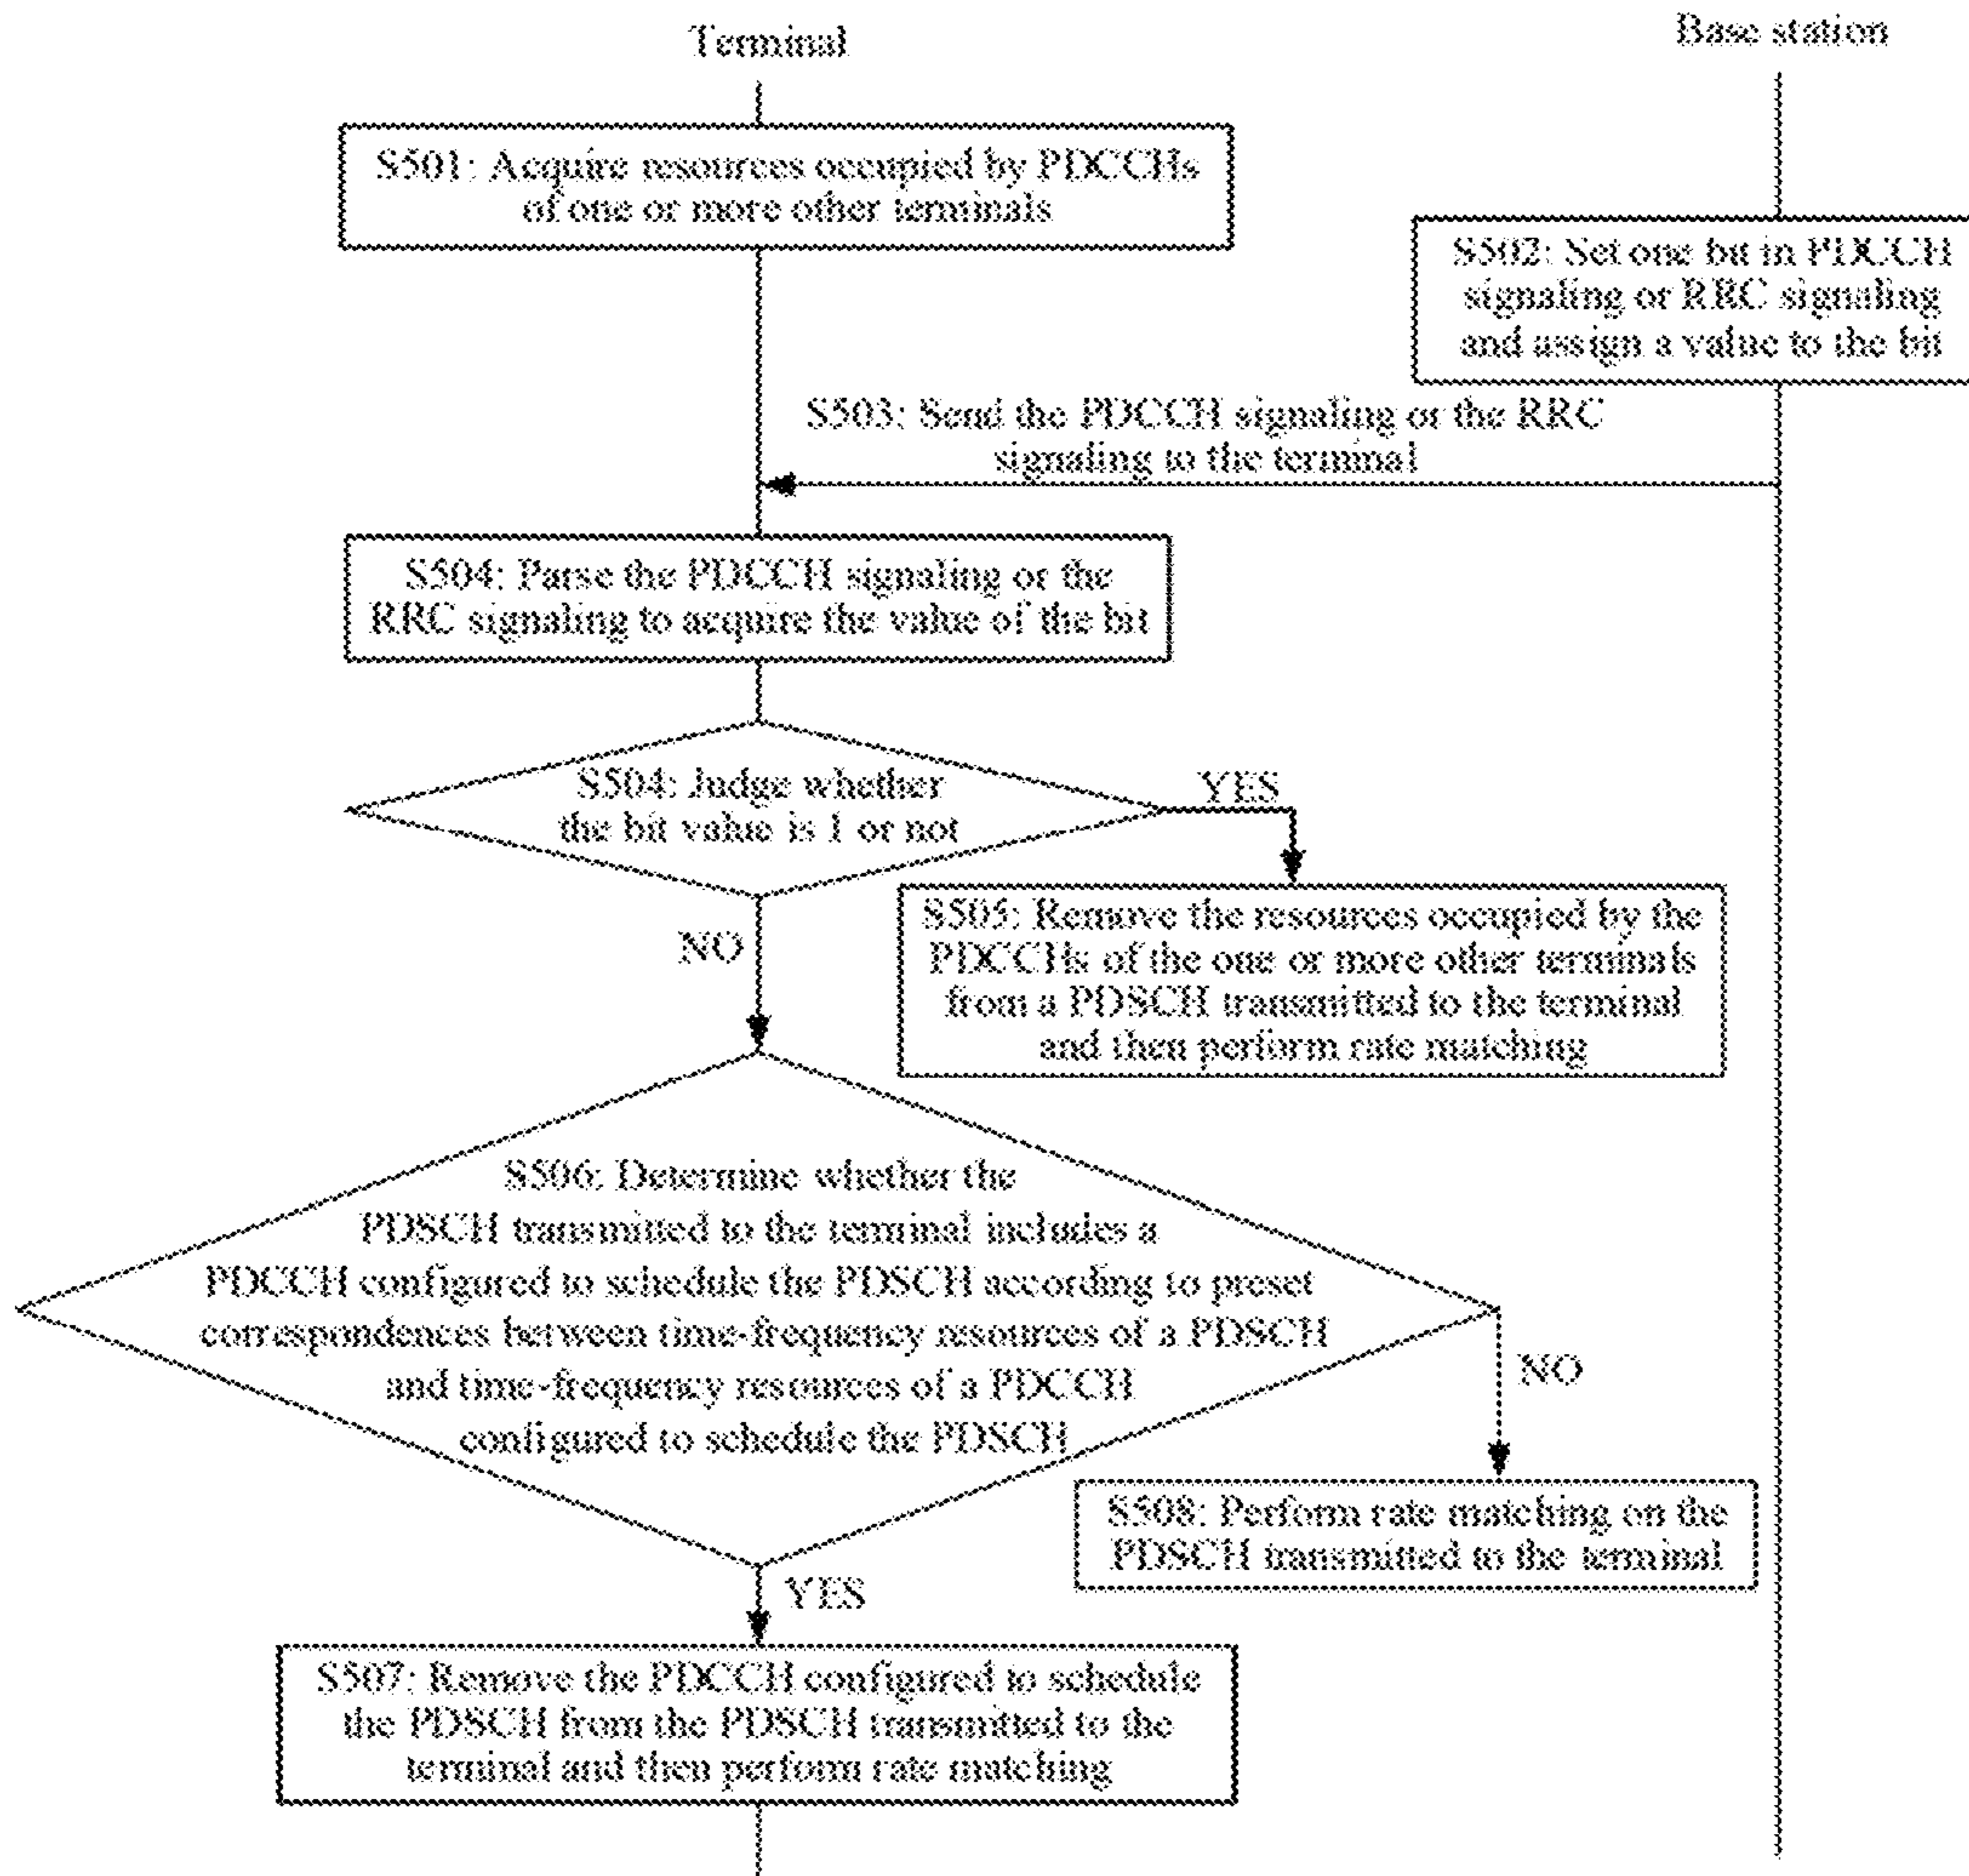 Terminal
Base station
S501: Acquire resources occupied by PDCCHs
of one or more other terminals
S502: Set one bit in PDCCH
signaling or RRC signaling
and assign a value to the bit
S503: Send the PDCCH signaling or the RRC
signaling to the terminal
S504: Parse the PDCCH signaling or the
RRC signaling to acquire the value of the bit
S504: Judge whether
the bit value is 1 or not
YES
NO
S505: Remove the resources occupied by the
PDCCHs of the one or more other terminals
from a PDSCH transmitted to the terminal
and then perform rate matching
S506: Determine whether the
PDSCH transmitted to the terminal includes a
PDCCH configured to schedule the PDSCH according to preset
correspondences between time-frequency resources of a PDSCH
and time-frequency resources of a PDCCH
configured to schedule the PDSCH
NO
S508: Perform rate matching on the
PDSCH transmitted to the terminal
YES
S507: Remove the PDCCH configured to schedule
the PDSCH from the PDSCH transmitted to the
terminal and then perform rate matching